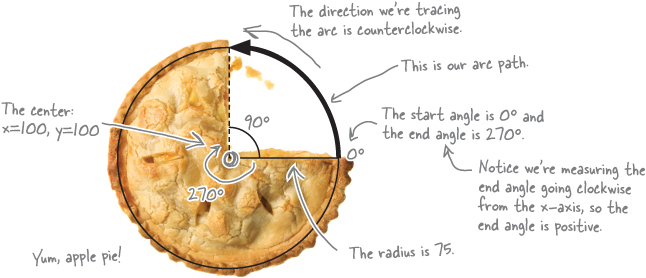 The direction we're tracing
the arc is counterclockwise.
This is our arc path.
The center:
x=100, y=100
90°
The start angle is 0° and
the end angle is 270°.
0°
270°
Notice we're measuring the
end angle going clockwise
from the x-axis, so the
end angle is positive.
The radius is 75.
Yum, apple pie!